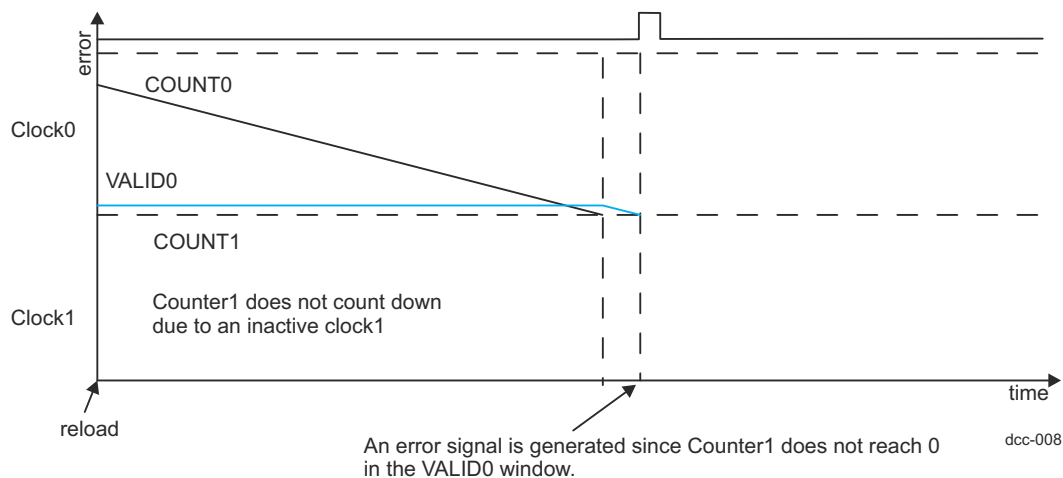 error
COUNT0
Clock0
VALID0
COUNT1
Counter1 does not count down
due to an inactive clock1
Clock1
time
reload
An error signal is generated since Counter1 does not reach 0
in the VALID0 window.
dcc-008